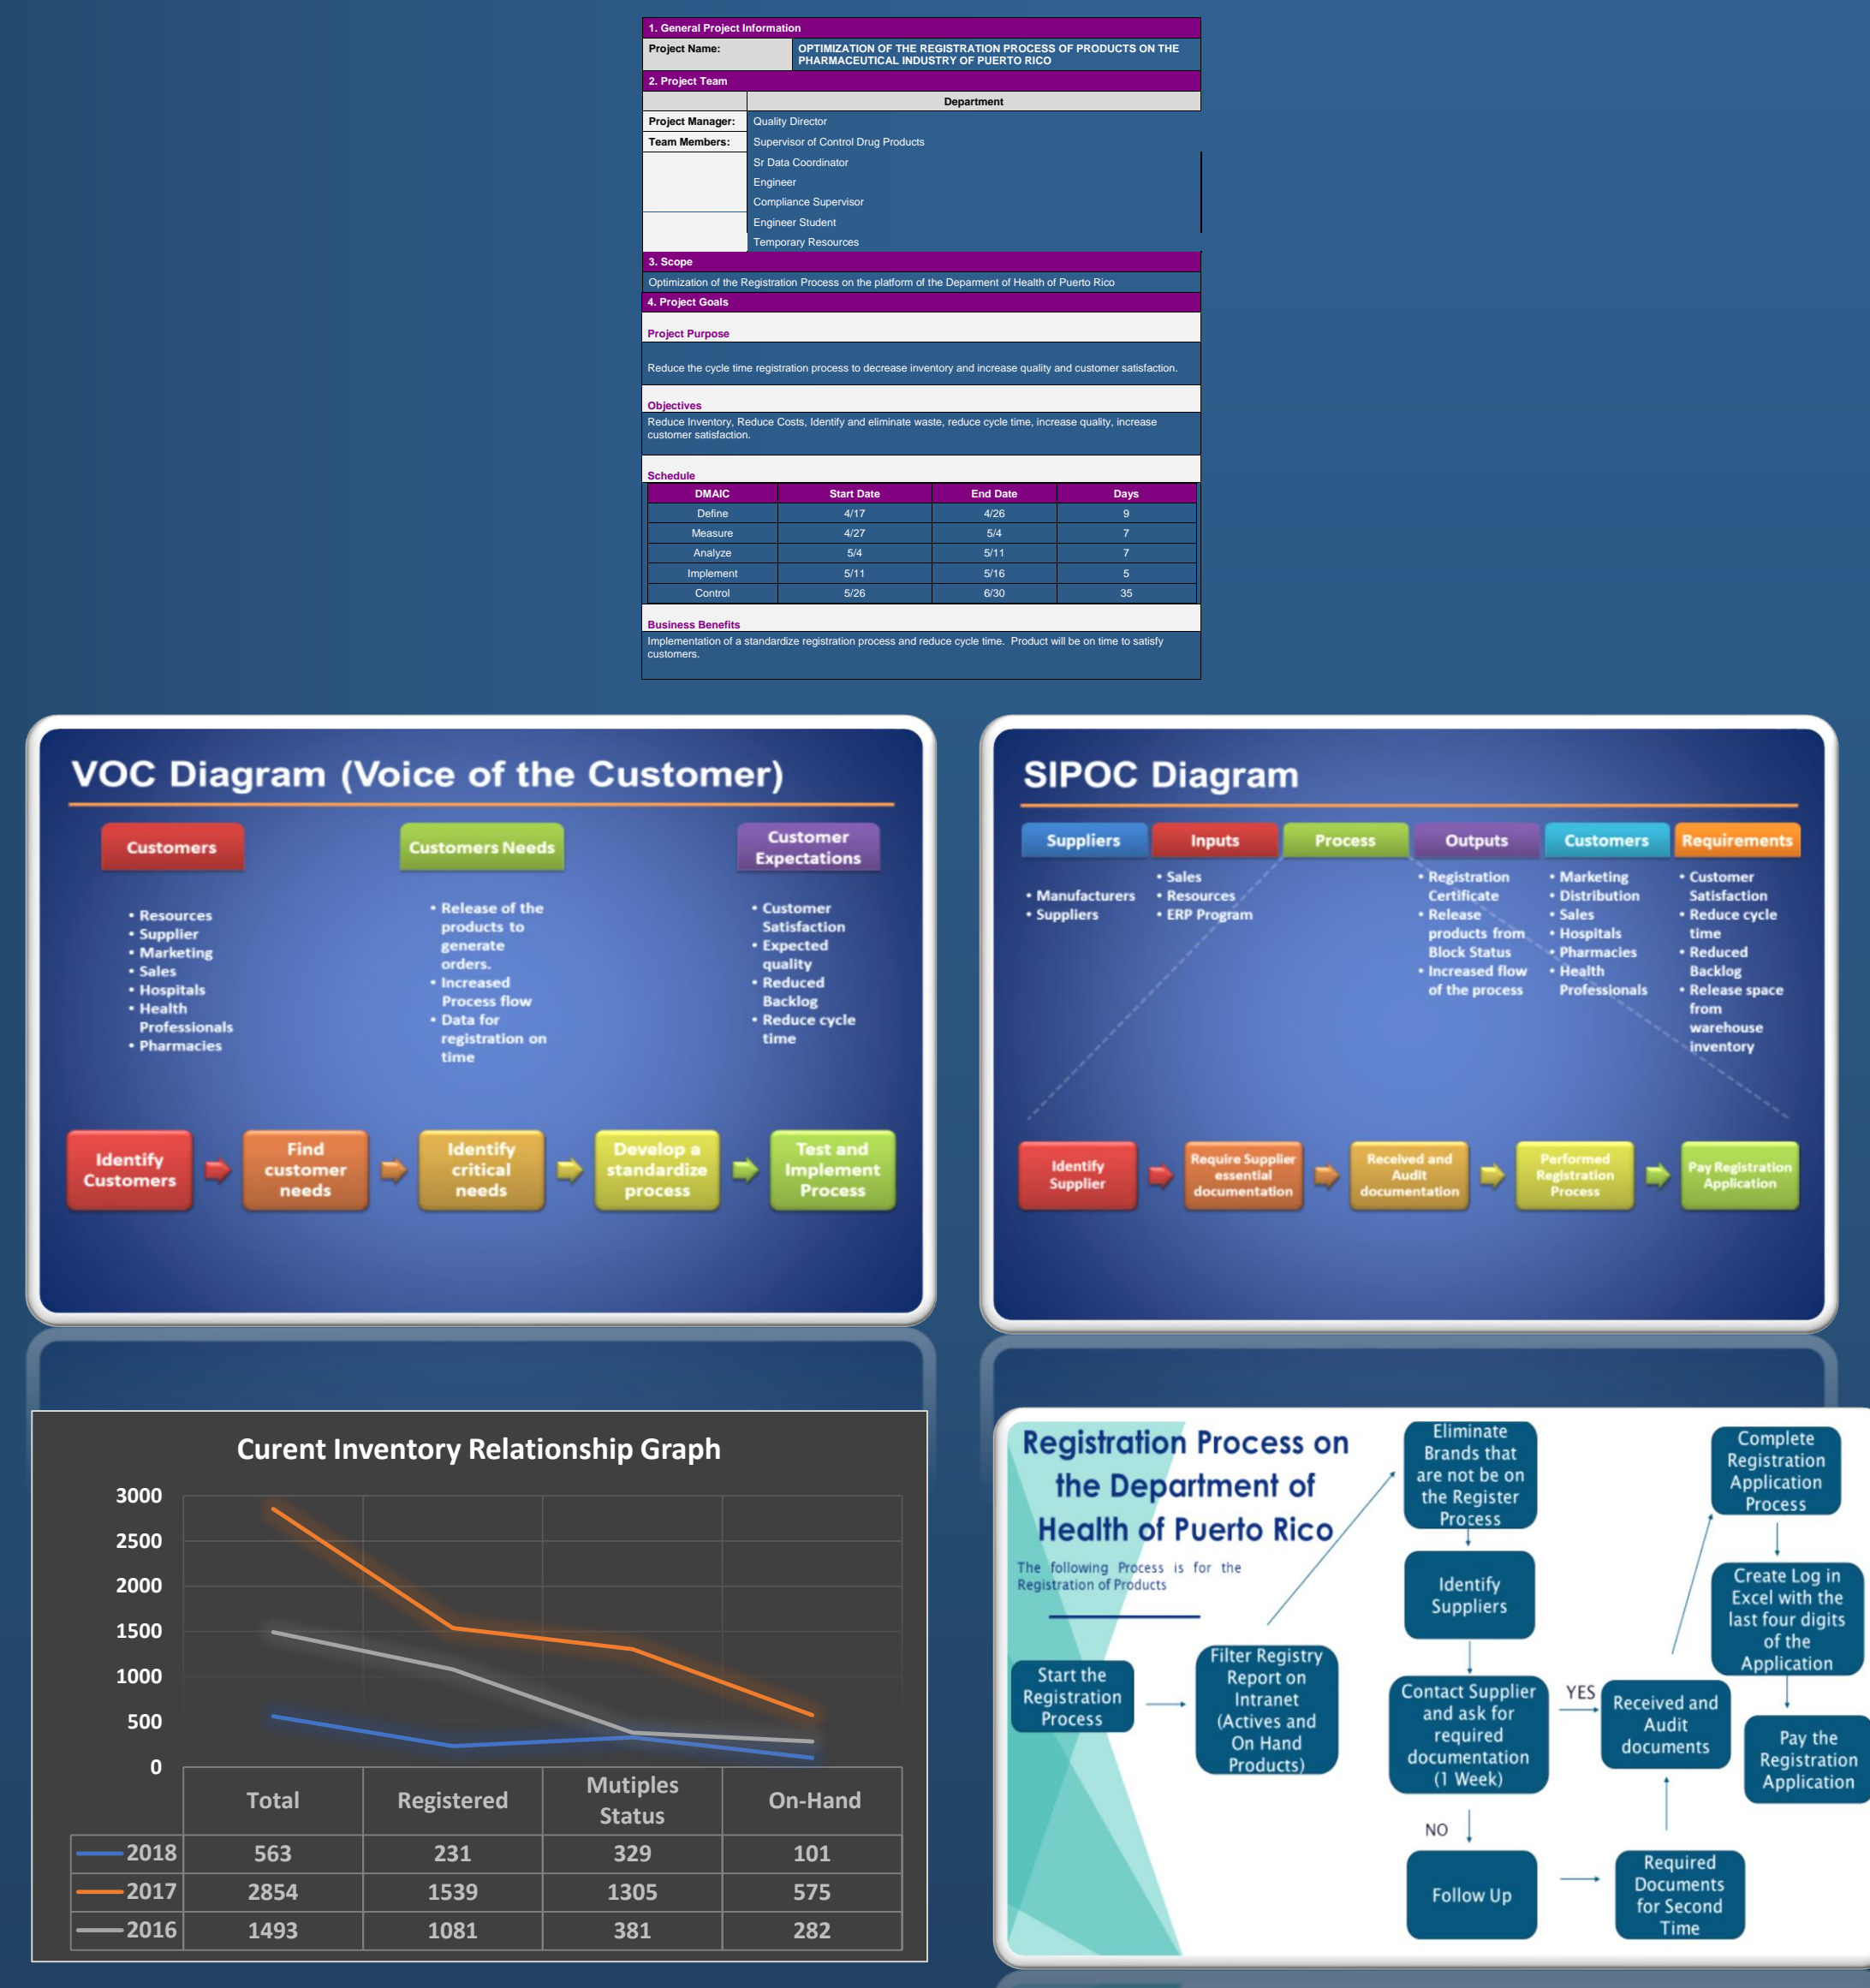 1. General Project Information
Project Name:
OPTIMIZATION OF THE REGISTRATION PROCESS OF PRODUCTS ON THE
PHARMACEUTICAL INDUSTRY OF PUERTO RICO
2. Project Team
Department
Project Manager: Quality Director
Team Members: Supervisor of Control Drug Products
Sr Data Coordinator
Engineer
Compliance Supervisor
Engineer Student
Temporary Resources
3. Scope
Optimization of the Registration Process on the platform of the Deparment of Health of Puerto Rico
4. Project Goals
Project Purpose
Reduce the cycle time registration process to decrease inventory and increase quality and customer satisfaction.
Objectives
Reduce Inventory, Reduce Costs, Identify and eliminate waste, reduce cycle time, increase quality, increase
customer satisfaction.
Schedule
DMAIC Start Date End Date Days
Define 4/17 4/26 9
Measure 4/27 5/4 7
Analyze 5/4 5/11 7
Implement 5/11 5/16 5
Control 5/26 6/30 35
Business Benefits
Implementation of a standardize registration process and reduce cycle time. Product will be on time to satisfy
customers.
VOC Diagram (Voice of the Customer)
Customers
• Resources
• Supplier
• Marketing
• Sales
• Hospitals
• Health
Professionals
• Pharmacies
Customers Needs
• Release of the
products to
generate
orders.
• Increased
Process flow
• Data for
registration on
time
Customer
Expectations
• Customer
Satisfaction
• Expected
quality
• Reduced
Backlog
• Reduce cycle
time
Identify
Customers
Find
customer
needs
Identify
critical
needs
Develop a
standardize
process
Test and
Implement
Process
SIPOC Diagram
Suppliers
• Manufacturers
• Suppliers
Inputs
• Sales
• Resources
• ERP Program
Process
Outputs
• Registration
Certificate
• Release
products from
Block Status
• Increased flow
of the process
Customers
• Marketing
• Distribution
• Sales
• Hospitals
• Pharmacies
• Health
Professionals
Requirements
• Customer
Satisfaction
• Reduce cycle
time
• Reduced
Backlog
• Release space
from
warehouse
inventory
Identify
Supplier
Require Supplier
essential
documentation
Received and
Audit
documentation
Performed
Registration
Process
Pay Registration
Application
Curent Inventory Relationship Graph
3000
2500
2000
1500
1000
500
0
Total Registered Mutiples Status On-Hand
2018 563 231 329 101
2017 2854 1539 1305 575
2016 1493 1081 381 282
Registration Process on
the Department of
Health of Puerto Rico
The following Process is for the
Registration of Products
Start the
Registration
Process
Filter Registry
Report on
Intranet
(Actives and
On Hand
Products)
Eliminate
Brands that
are not be on
the Register
Process
Identify
Suppliers
Contact Supplier
and ask for
required
documentation
(1 Week)
YES
NO
Follow Up
Required
Documents
for Second
Time
Received and
Audit
documents
Complete
Registration
Application
Process
Create Log in
Excel with the
last four digits
of the
Application
Pay the
Registration
Application